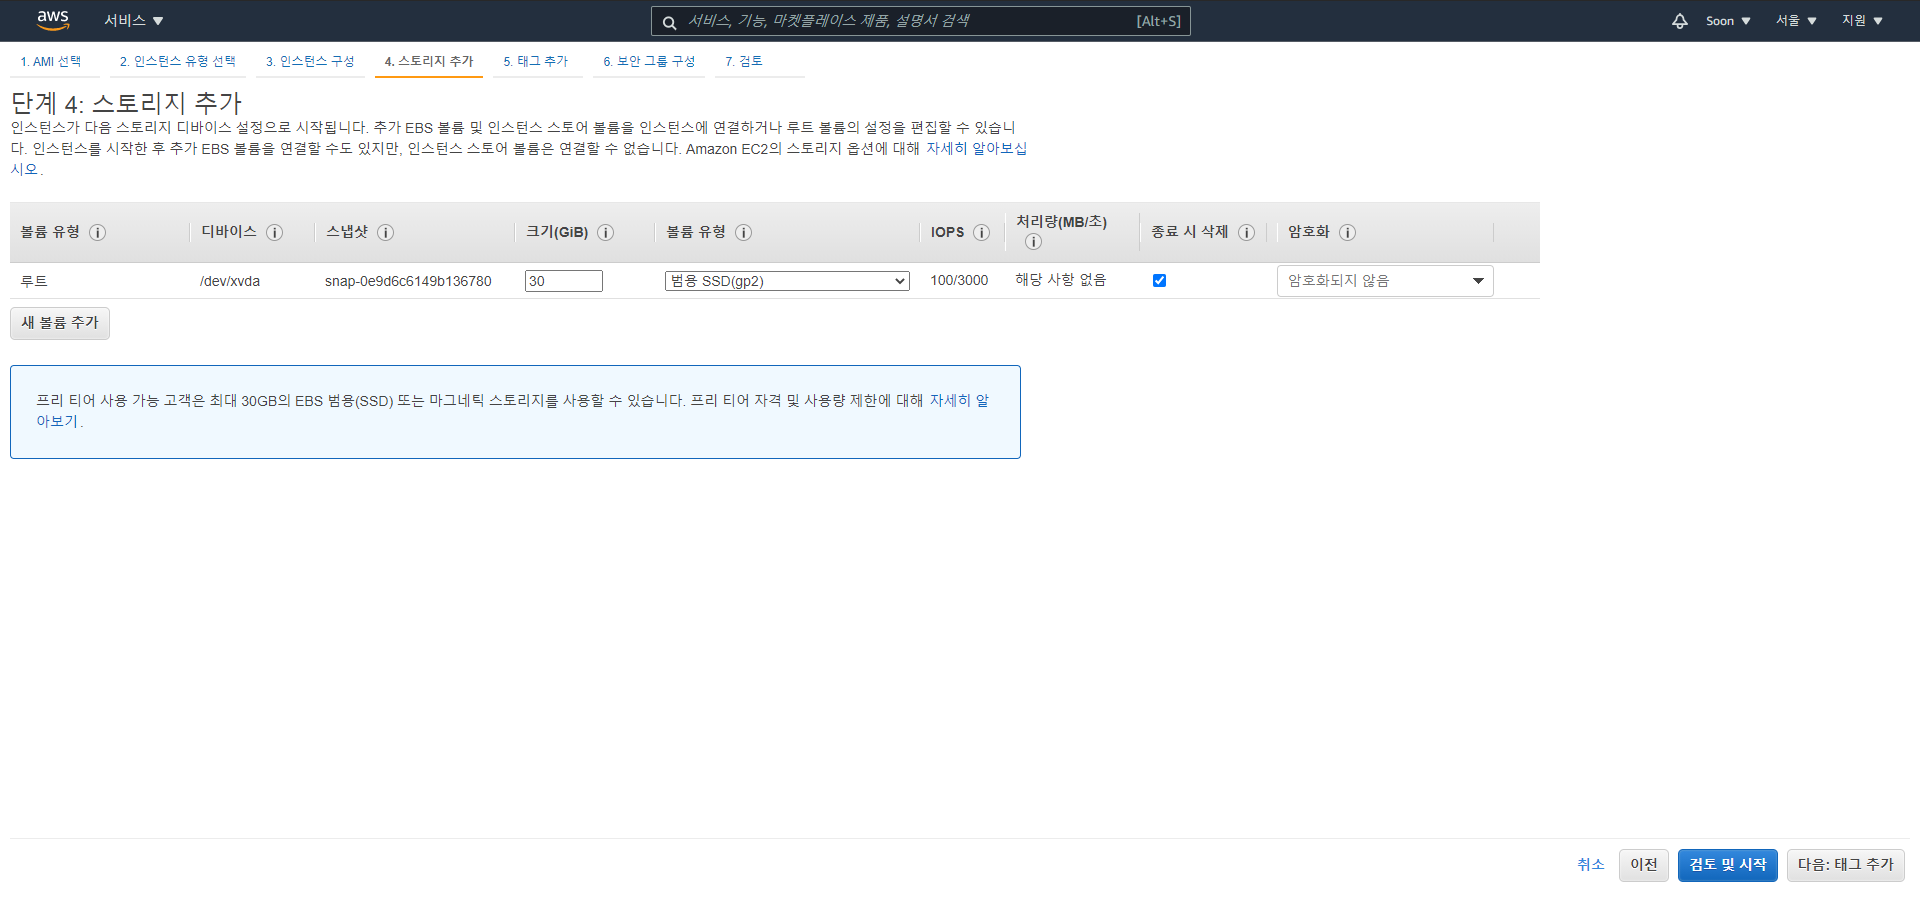 aws 서비스 서비스, 기능, 마켓플레이스 제품, 설명서 검색 [Alt+S] Soon 서울 지원
1. AMI 선택 2. 인스턴스 유형 선택 3. 인스턴스 구성 4. 스토리지 추가 5. 태그 추가 6. 보안 그룹 구성 7. 검토
단계 4: 스토리지 추가
인스턴스가 다음 스토리지 디바이스 설정으로 시작됩니다. 추가 EBS 볼륨 및 인스턴스 스토어 볼륨을 인스턴스에 연결하거나 루트 볼륨의 설정을 편집할 수 있습니
다. 인스턴스를 시작한 후 추가 EBS 볼륨을 연결할 수도 있지만, 인스턴스 스토어 볼륨은 연결할 수 없습니다. Amazon EC2의 스토리지 옵션에 대해 자세히 알아보십
시오.
볼륨 유형 디바이스 스냅샷 크기(GiB) 볼륨 유형 IOPS 처리량(MB/초) 종료 시 삭제 암호화
루트 /dev/xvda snap-0e9d6c6149b136780 30 범용 SSD(gp2) 100/3000 해당 사항 없음 암호화되지 않음
새 볼륨 추가
프리 티어 사용 가능 고객은 최대 30GB의 EBS 범용(SSD) 또는 마그네틱 스토리지를 사용할 수 있습니다. 프리 티어 자격 및 사용량 제한에 대해 자세히 알
아보기.
취소 이전 검토 및 시작 다음: 태그 추가